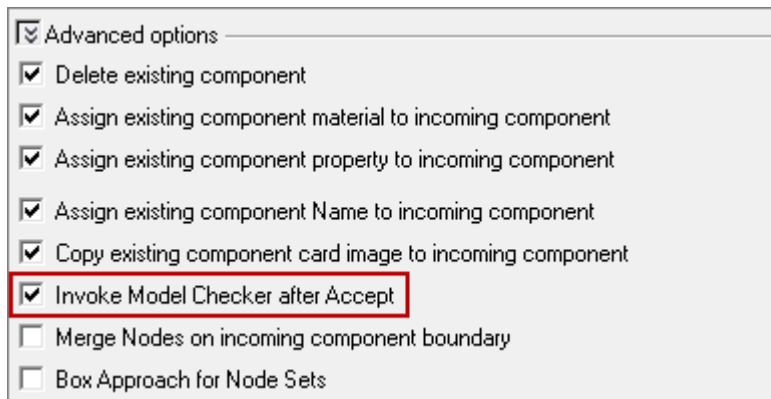 Advanced options
Delete existing component
Assign existing component material to incoming component
Assign existing component property to incoming component
Assign existing component Name to incoming component
Copy existing component card image to incoming component
Invoke Model Checker after Accept
Merge Nodes on incoming component boundary
Box Approach for Node Sets